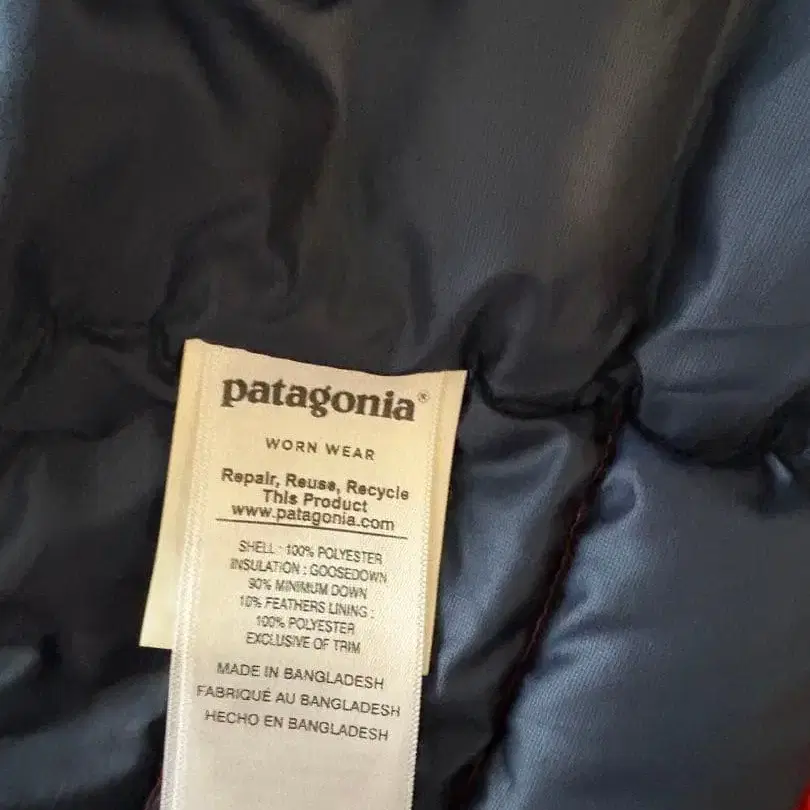 patagonia®
WORN WEAR
Repair, Reuse, Recycle
This Product
www.patagonia.com
SHELL : 100% POLYESTER
INSULATION : GOOSEDOWN
90% MINIMUM DOWN
10% FEATHERS LINING :
100% POLYESTER
EXCLUSIVE OF TRIM
MADE IN BANGLADESH
FABRIQUÉ AU BANGLADESH
HECHO EN BANGLADESH